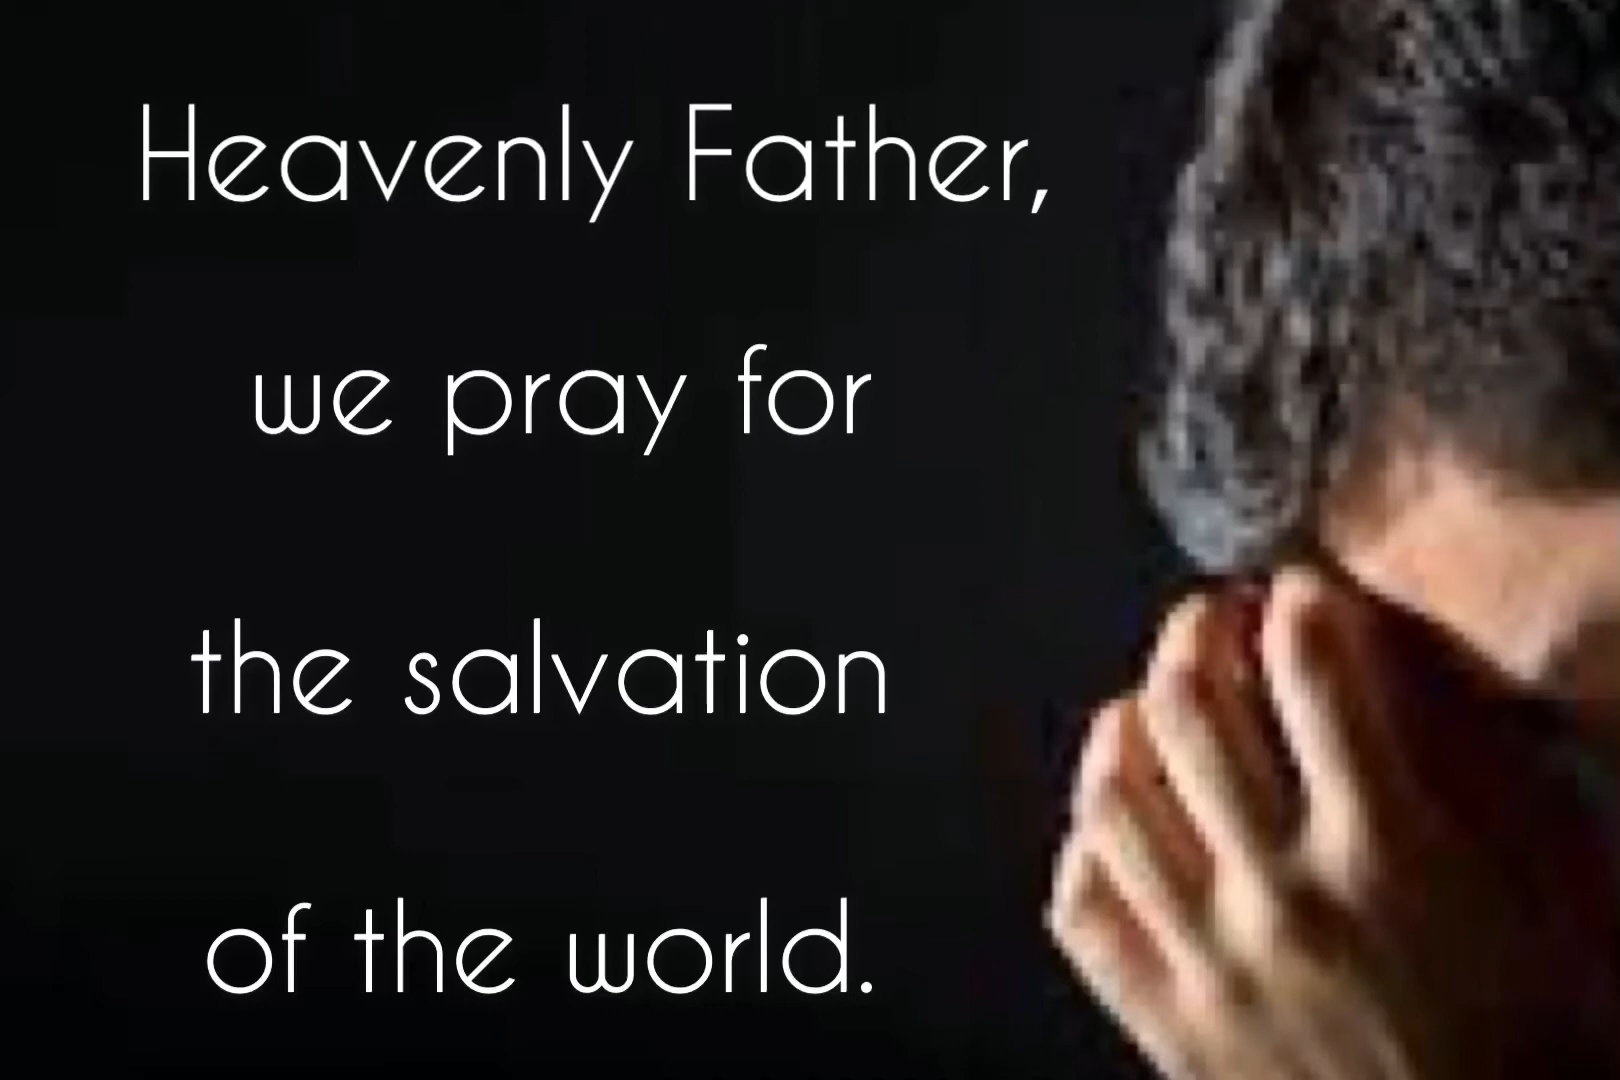 Heavenly Father,
we pray for
the salvation
of the world.